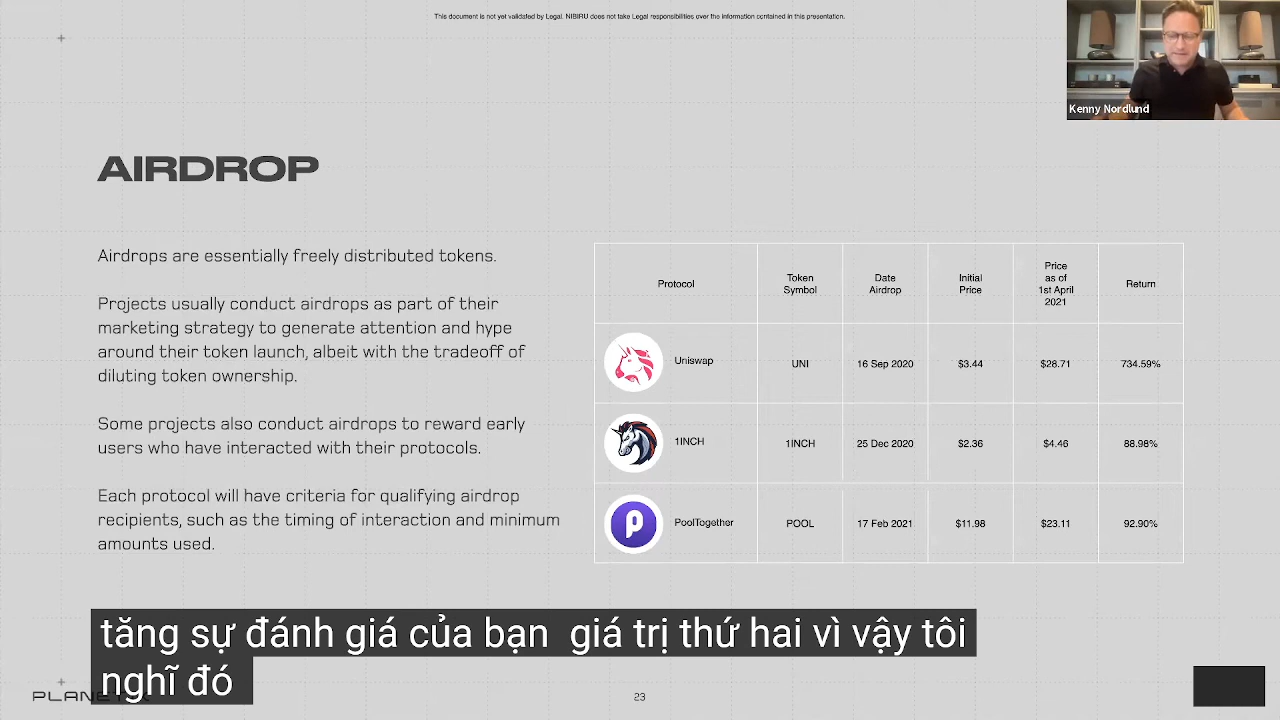 This document is not yet validated by Legal. NIBIRU does not take Legal responsibilities over the information contained in this presentation.
Kenny Nordlund
AIRDROP
Airdrops are essentially freely distributed tokens.
Projects usually conduct airdrops as part of their
marketing strategy to generate attention and hype
around their token launch, albeit with the tradeoff of
diluting token ownership.
Some projects also conduct airdrops to reward early
users who have interacted with their protocols.
Each protocol will have criteria for qualifying airdrop
recipients, such as the timing of interaction and minimum
amounts used.
Protocol
Token
Symbol
Date
Airdrop
Initial
Price
Price
as of
1st April
2021
Return
Uniswap
UNI
16 Sep 2020
$3.44
$28.71
734.59%
1INCH
1INCH
25 Dec 2020
$2.36
$4.46
88.98%
PoolTogether
POOL
17 Feb 2021
$11.98
$23.11
92.90%
tăng sự đánh giá của bạn giá trị thứ hai vì vậy tôi
nghĩ đó
23